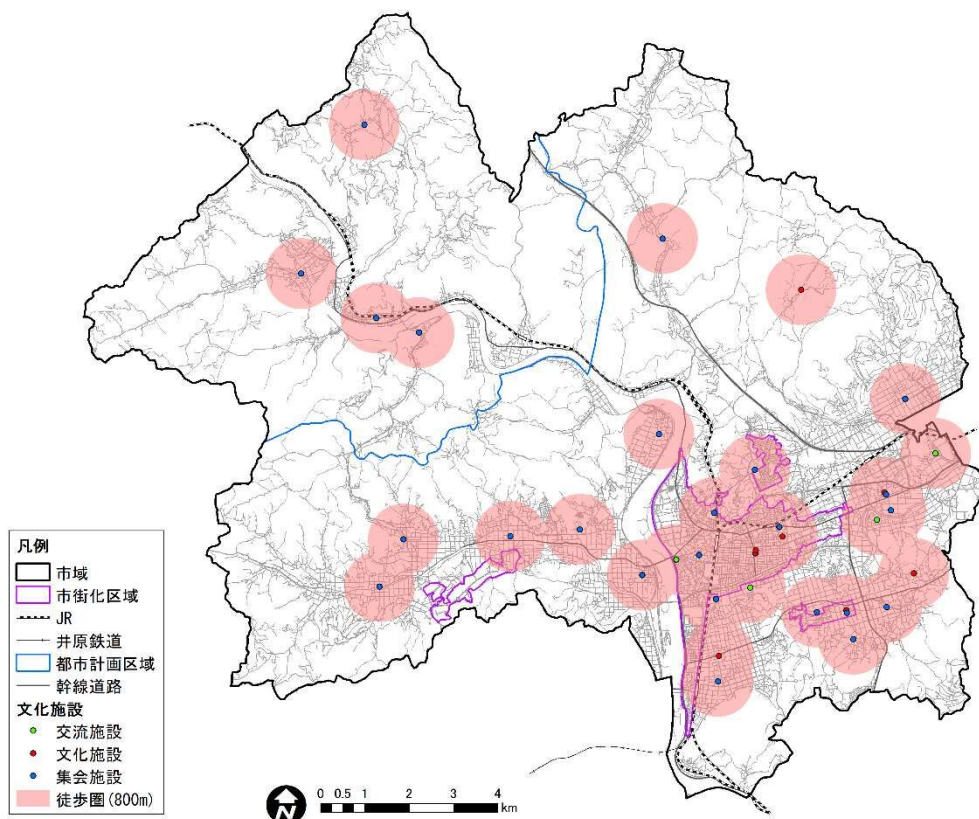 凡例
市域
市街化区域
JR
井原鉄道
都市計画区域
幹線道路
文化施設
交流施設
文化施設
集会施設
徒歩圏(800m)
N
0 0.5 1 2 3 4
km